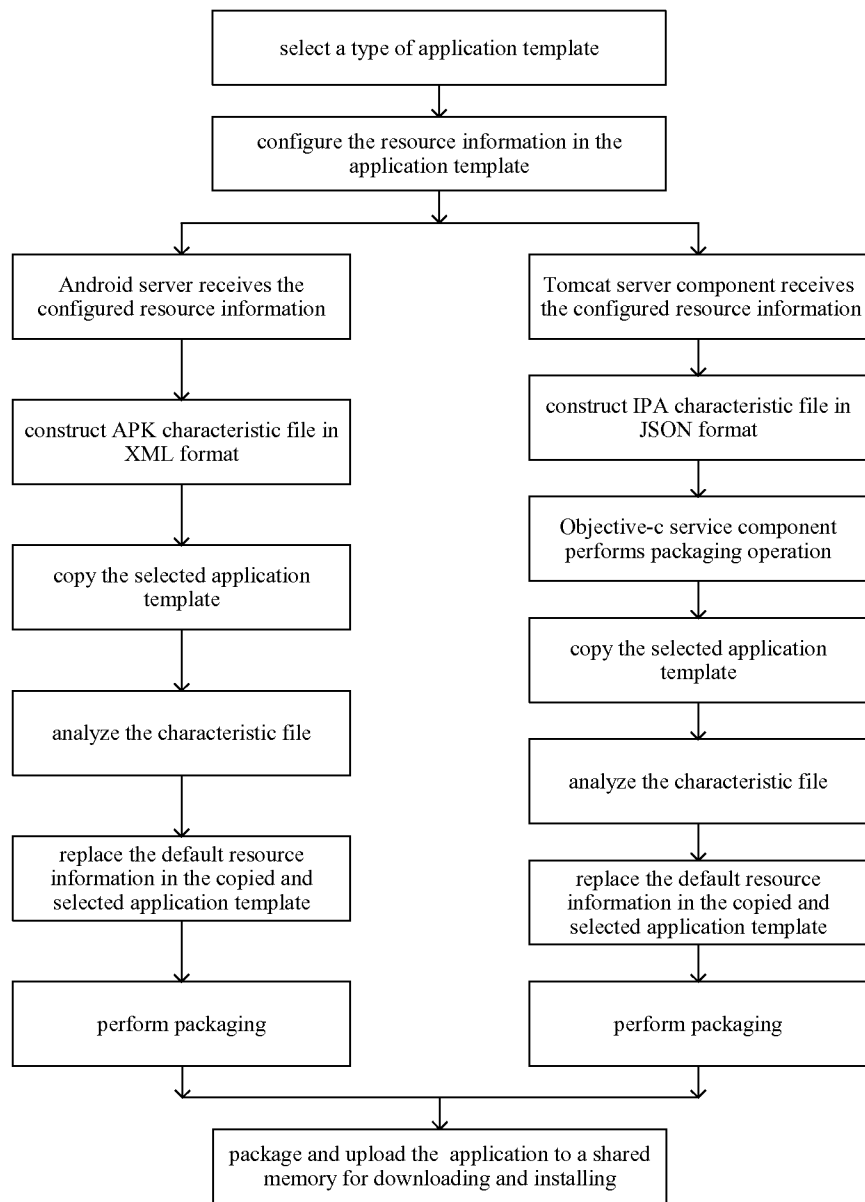 select a type of application template
configure the resource information in the
application template
Android server receives the
configured resource information
Tomcat server component receives
the configured resource information
construct APK characteristic file in
XML format
construct IPA characteristic file in
JSON format
Objective-c service component
performs packaging operation
copy the selected application
template
copy the selected application
template
analyze the characteristic file
analyze the characteristic file
replace the default resource
information in the copied and
selected application template
replace the default resource
information in the copied and
selected application template
perform packaging
perform packaging
package and upload the application to a shared
memory for downloading and installing